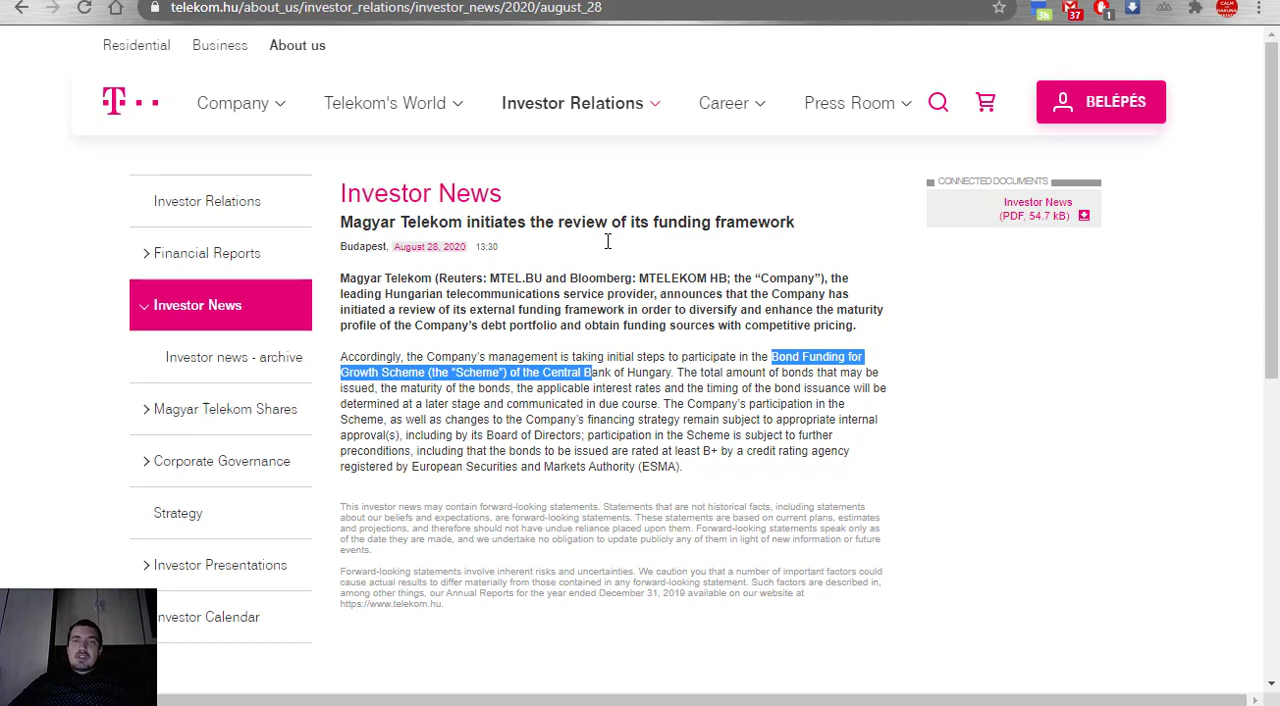 telekom.hu/about_us/investor_relations/investor_news/2020/august_28
3h
37
1
Residential Business About us
T
Company Telekom's World Investor Relations Career Press Room BELÉPÉS
Investor Relations
Financial Reports
Investor News
Investor news - archive
Magyar Telekom Shares
Corporate Governance
Strategy
Investor Presentations
nvestor Calendar
Investor News
Magyar Telekom initiates the review of its funding framework
Budapest, August 28, 2020 13:30
Magyar Telekom (Reuters: MTEL.BU and Bloomberg: MTELEKOM HB; the “Company”), the
leading Hungarian telecommunications service provider, announces that the Company has
initiated a review of its external funding framework in order to diversify and enhance the maturity
profile of the Company’s debt portfolio and obtain funding sources with competitive pricing.
Accordingly, the Company’s management is taking initial steps to participate in the Bond Funding for
Growth Scheme (the “Scheme”) of the Central Bank of Hungary. The total amount of bonds that may be
issued, the maturity of the bonds, the applicable interest rates and the timing of the bond issuance will be
determined at a later stage and communicated in due course. The Company’s participation in the
Scheme, as well as changes to the Company’s financing strategy remain subject to appropriate internal
approval(s), including by its Board of Directors; participation in the Scheme is subject to further
preconditions, including that the bonds to be issued are rated at least B+ by a credit rating agency
registered by European Securities and Markets Authority (ESMA).
This investor news may contain forward-looking statements. Statements that are not historical facts, including statements
about our beliefs and expectations, are forward-looking statements. These statements are based on current plans, estimates
and projections, and therefore should not have undue reliance placed upon them. Forward-looking statements speak only as
of the date they are made, and we undertake no obligation to update publicly any of them in light of new information or future
events.
Forward-looking statements involve inherent risks and uncertainties. We caution you that a number of important factors could
cause actual results to differ materially from those contained in any forward-looking statement. Such factors are described in,
among other things, our Annual Reports for the year ended December 31, 2019 available on our website at
https://www.telekom.hu.
CONNECTED DOCUMENTS
Investor News
(PDF, 54.7 kB)